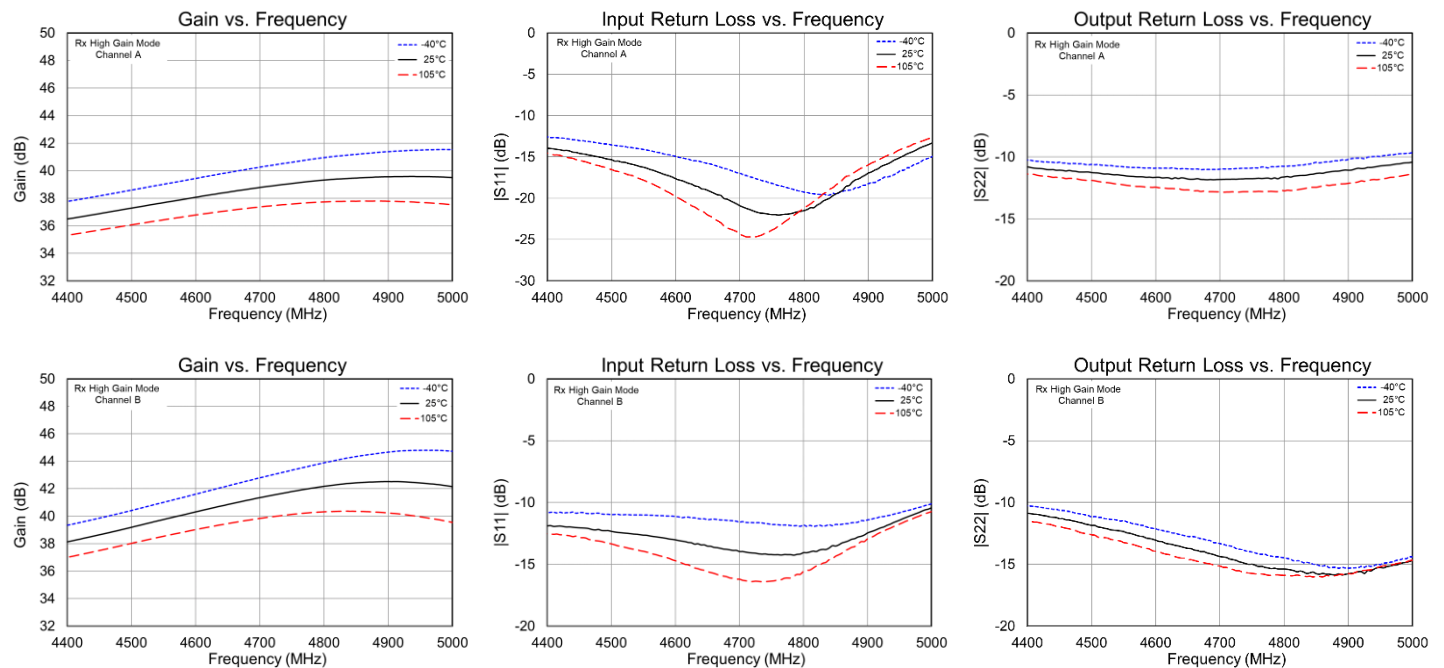 Gain vs. Frequency
50
48
46
44
42
40
38
36
34
32
Gain (dB)
Rx High Gain Mode
Channel A
-40°C
25°C
105°C
4400 4500 4600 4700 4800 4900 5000
Frequency (MHz)
Input Return Loss vs. Frequency
0
-5
-10
-15
-20
-25
-30
|S11| (dB)
Rx High Gain Mode
Channel A
-40°C
25°C
105°C
4400 4500 4600 4700 4800 4900 5000
Frequency (MHz)
Output Return Loss vs. Frequency
0
-5
-10
-15
-20
|S22| (dB)
Rx High Gain Mode
Channel A
-40°C
25°C
105°C
4400 4500 4600 4700 4800 4900 5000
Frequency (MHz)
Gain vs. Frequency
50
48
46
44
42
40
38
36
34
32
Gain (dB)
Rx High Gain Mode
Channel B
-40°C
25°C
105°C
4400 4500 4600 4700 4800 4900 5000
Frequency (MHz)
Input Return Loss vs. Frequency
0
-5
-10
-15
-20
|S11| (dB)
Rx High Gain Mode
Channel B
-40°C
25°C
105°C
4400 4500 4600 4700 4800 4900 5000
Frequency (MHz)
Output Return Loss vs. Frequency
0
-5
-10
-15
-20
|S22| (dB)
Rx High Gain Mode
Channel B
-40°C
25°C
105°C
4400 4500 4600 4700 4800 4900 5000
Frequency (MHz)